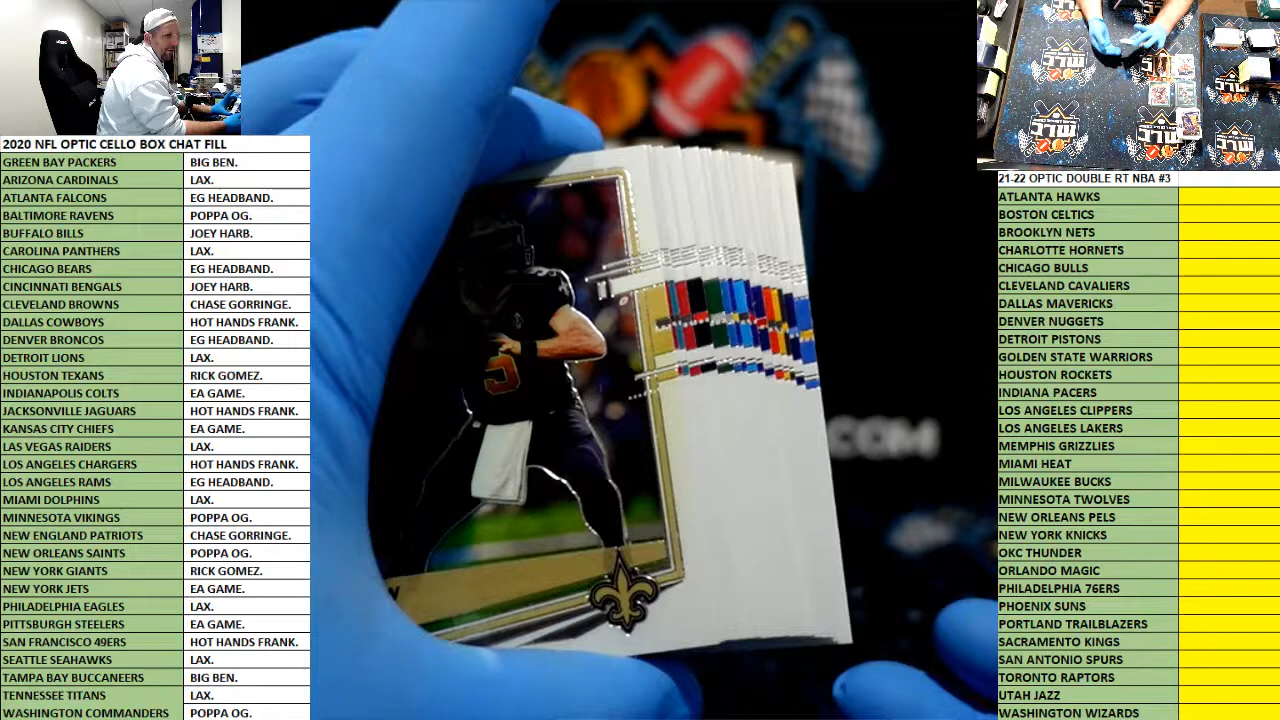 2020 NFL OPTIC CELLO BOX CHAT FILL
GREEN BAY PACKERS BIG BEN.
ARIZONA CARDINALS LAX.
ATLANTA FALCONS EG HEADBAND.
BALTIMORE RAVENS POPPA OG.
BUFFALO BILLS JOEY HARB.
CAROLINA PANTHERS LAX.
CHICAGO BEARS EG HEADBAND.
CINCINNATI BENGALS JOEY HARB.
CLEVELAND BROWNS CHASE GORRINGE.
DALLAS COWBOYS HOT HANDS FRANK.
DENVER BRONCOS EG HEADBAND.
DETROIT LIONS LAX.
HOUSTON TEXANS RICK GOMEZ.
INDIANAPOLIS COLTS EA GAME.
JACKSONVILLE JAGUARS HOT HANDS FRANK.
KANSAS CITY CHIEFS EA GAME.
LAS VEGAS RAIDERS LAX.
LOS ANGELES CHARGERS HOT HANDS FRANK.
LOS ANGELES RAMS EG HEADBAND.
MIAMI DOLPHINS LAX.
MINNESOTA VIKINGS POPPA OG.
NEW ENGLAND PATRIOTS CHASE GORRINGE.
NEW ORLEANS SAINTS POPPA OG.
NEW YORK GIANTS RICK GOMEZ.
NEW YORK JETS EA GAME.
PHILADELPHIA EAGLES LAX.
PITTSBURGH STEELERS EA GAME.
SAN FRANCISCO 49ERS HOT HANDS FRANK.
SEATTLE SEAHAWKS LAX.
TAMPA BAY BUCCANEERS BIG BEN.
TENNESSEE TITANS LAX.
WASHINGTON COMMANDERS POPPA OG.
.COM
21-22 OPTIC DOUBLE RT NBA #3
ATLANTA HAWKS
BOSTON CELTICS
BROOKLYN NETS
CHARLOTTE HORNETS
CHICAGO BULLS
CLEVELAND CAVALIERS
DALLAS MAVERICKS
DENVER NUGGETS
DETROIT PISTONS
GOLDEN STATE WARRIORS
HOUSTON ROCKETS
INDIANA PACERS
LOS ANGELES CLIPPERS
LOS ANGELES LAKERS
MEMPHIS GRIZZLIES
MIAMI HEAT
MILWAUKEE BUCKS
MINNESOTA TWOLVES
NEW ORLEANS PELS
NEW YORK KNICKS
OKC THUNDER
ORLANDO MAGIC
PHILADELPHIA 76ERS
PHOENIX SUNS
PORTLAND TRAILBLAZERS
SACRAMENTO KINGS
SAN ANTONIO SPURS
TORONTO RAPTORS
UTAH JAZZ
WASHINGTON WIZARDS